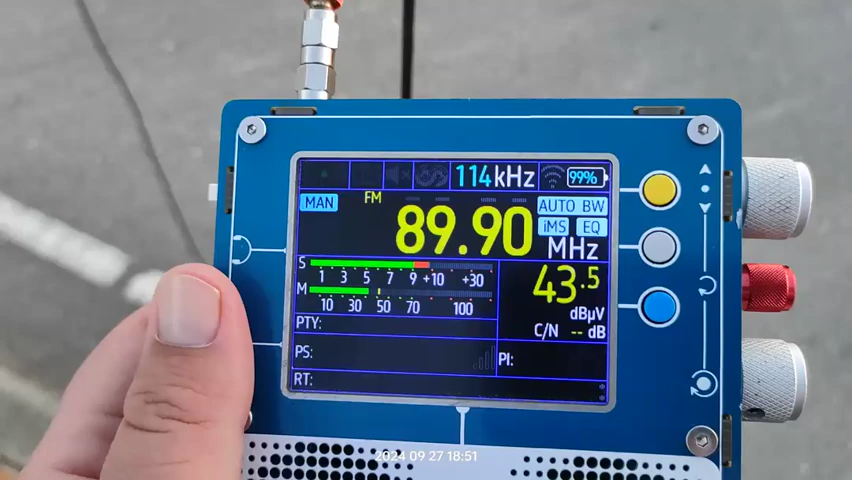 114kHz 99%
MAN FM AUTO BW
89.90 iMS EQ
MHz
S
1 3 5 7 9 +10 +30
M
10 30 50 70 100
43.5
dBµV
C/N -- dB
PTY:
PS: PI:
RT:
2024 09 27 18:51